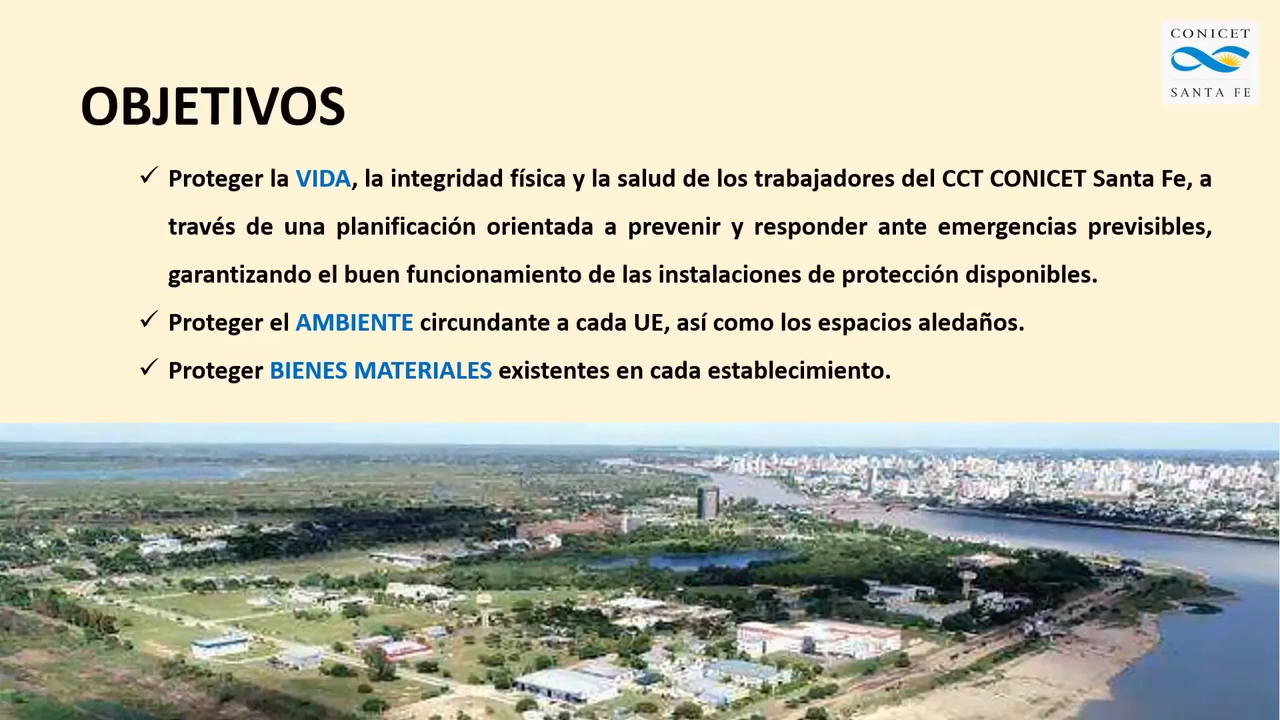 CONICET
SANTA FE
OBJETIVOS
✓ Proteger la VIDA, la integridad física y la salud de los trabajadores del CCT CONICET Santa Fe, a
través de una planificación orientada a prevenir y responder ante emergencias previsibles,
garantizando el buen funcionamiento de las instalaciones de protección disponibles.
✓ Proteger el AMBIENTE circundante a cada UE, así como los espacios aledaños.
✓ Proteger BIENES MATERIALES existentes en cada establecimiento.